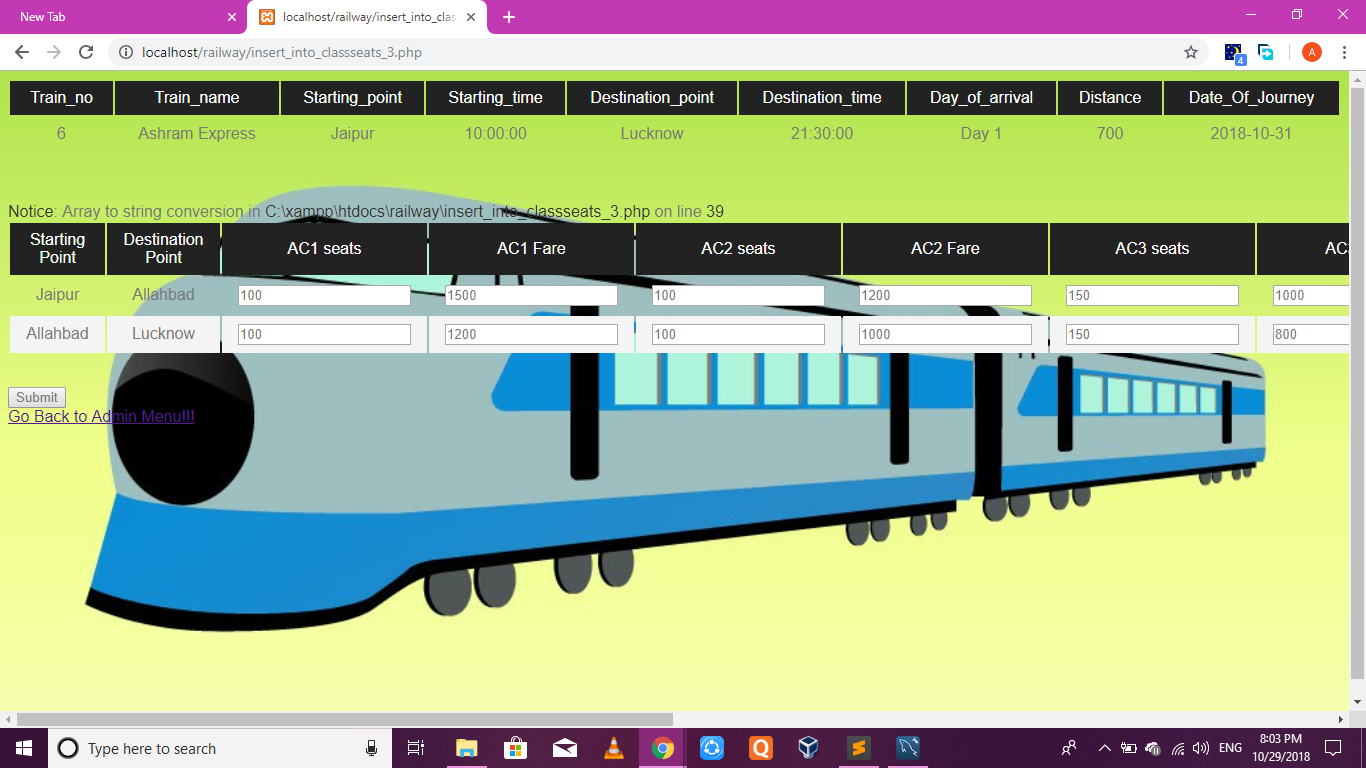 New Tab
localhost/railway/insert_into_clas
localhost/railway/insert_into_classseats_3.php
4
A
Train_no Train_name Starting_point Starting_time Destination_point Destination_time Day_of_arrival Distance Date_Of_Journey
6 Ashram Express Jaipur 10:00:00 Lucknow 21:30:00 Day 1 700 2018-10-31
Notice: Array to string conversion in C:\xampp\htdocs\railway\insert_into_classseats_3.php on line 39
Starting Point Destination Point AC1 seats AC1 Fare AC2 seats AC2 Fare AC3 seats AC
Jaipur Allahbad 100 1500 100 1200 150 1000
Allahbad Lucknow 100 1200 100 1000 150 800
Submit
Go Back to Admin Menu!!!
Type here to search
ENG
8:03 PM
10/29/2018